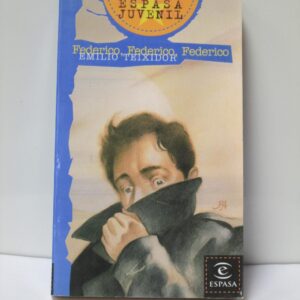 ESPASA
JUVENIL
Federico, Federico, Federico
EMILIO TEIXIDOR
ESPASA